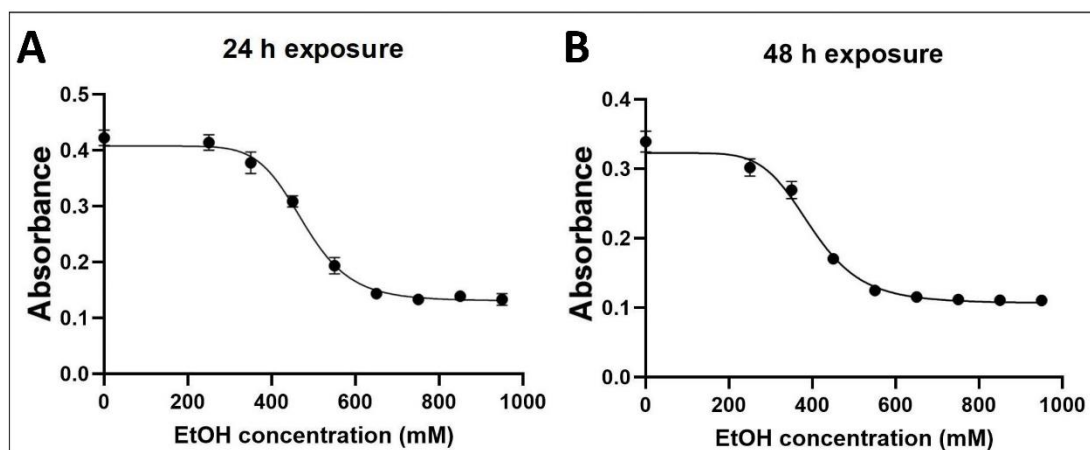 A
24 h exposure
0.5
0.4
0.3
0.2
0.1
0.0
Absorbance
0 200 400 600 800 1000
EtOH concentration (mM)
B
48 h exposure
0.4
0.3
0.2
0.1
0.0
Absorbance
0 200 400 600 800 1000
EtOH concentration (mM)